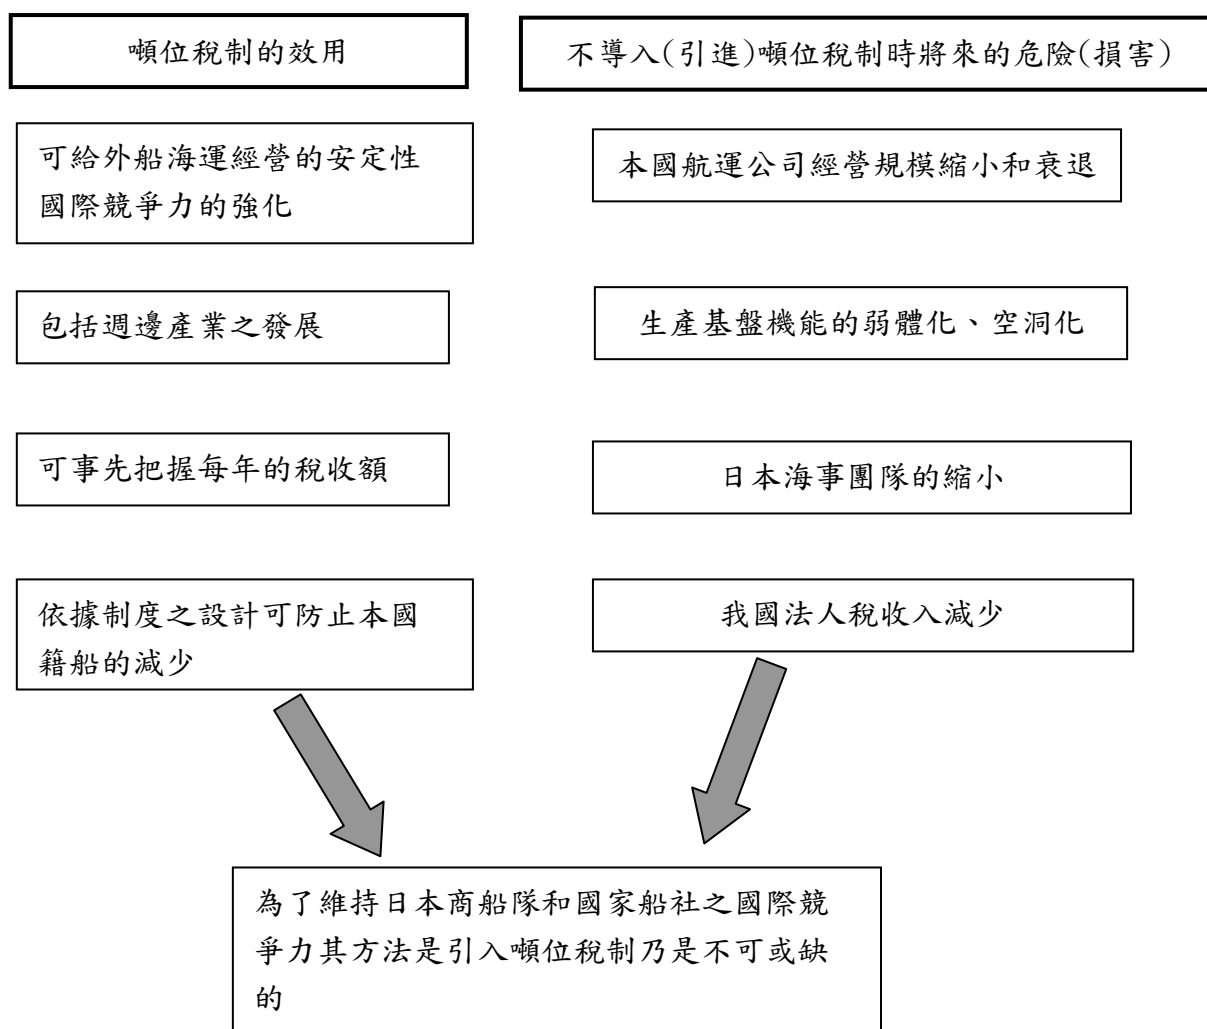 噸位稅制的效用
不導入(引進)噸位稅制時將來的危險(損害)
可給外船海運經營的安定性
國際競爭力的強化
本國航運公司經營規模縮小和衰退
包括週邊產業之發展
生產基盤機能的弱體化、空洞化
可事先把握每年的稅收額
日本海事團隊的縮小
依據制度之設計可防止本國
籍船的減少
我國法人稅收入減少
為了維持日本商船隊和國家船社之國際競
爭力其方法是引入噸位稅制乃是不可或缺
的